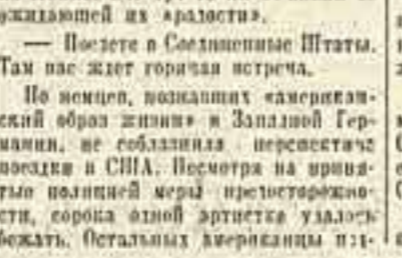 ожидающей их «радости».
— Поедете в Соединенные Штаты.
Там вас ждет горячая встреча.
Но немцев, познавших «американ-
ский образ жизни» в Западной Гер-
мании, не соблазнила перспектива
поездки в США. Несмотря на приня-
тые полицией меры предосторожно-
сти, сорока одной артистке удалось
бежать. Остальных американцы